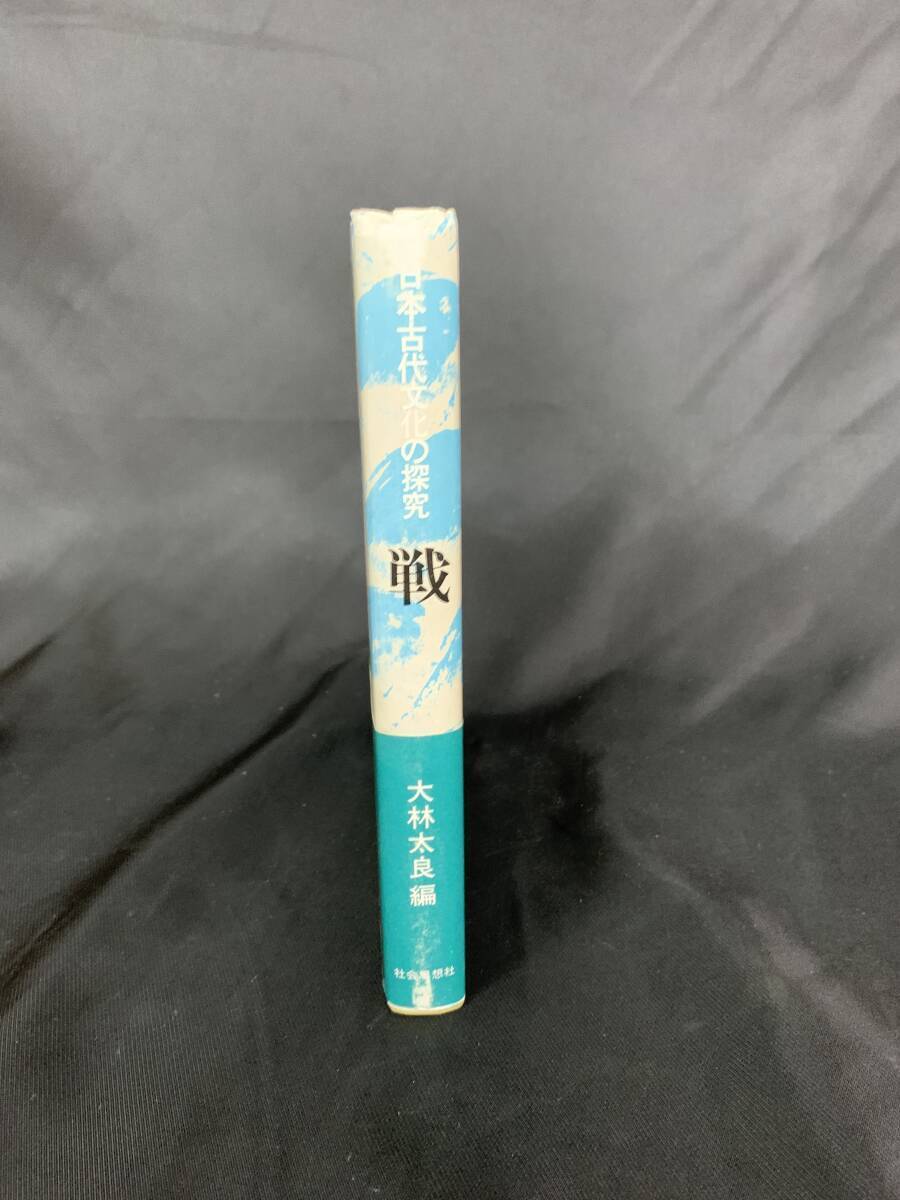 日本古代文化の探究
戦
大林太良編
社会思想社